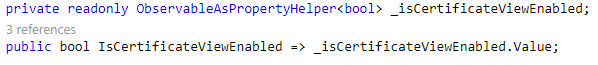 private readonly ObservableAsPropertyHelper<bool> _isCertificateViewEnabled;
3 references
public bool IsCertificateViewEnabled => _isCertificateViewEnabled.Value;